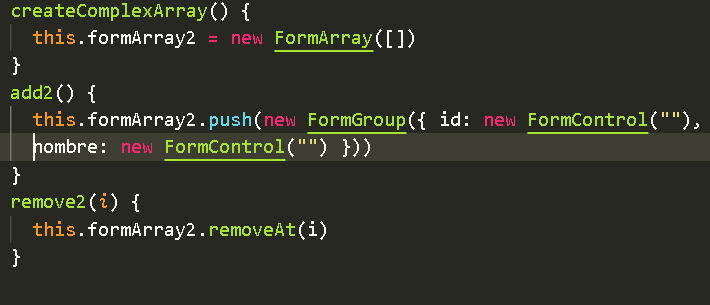 createComplexArray() {
this.formArray2 = new FormArray([])
}
add2() {
this.formArray2.push(new FormGroup({ id: new FormControl(""),
nombre: new FormControl("") }))
}
remove2(i) {
this.formArray2.removeAt(i)
}